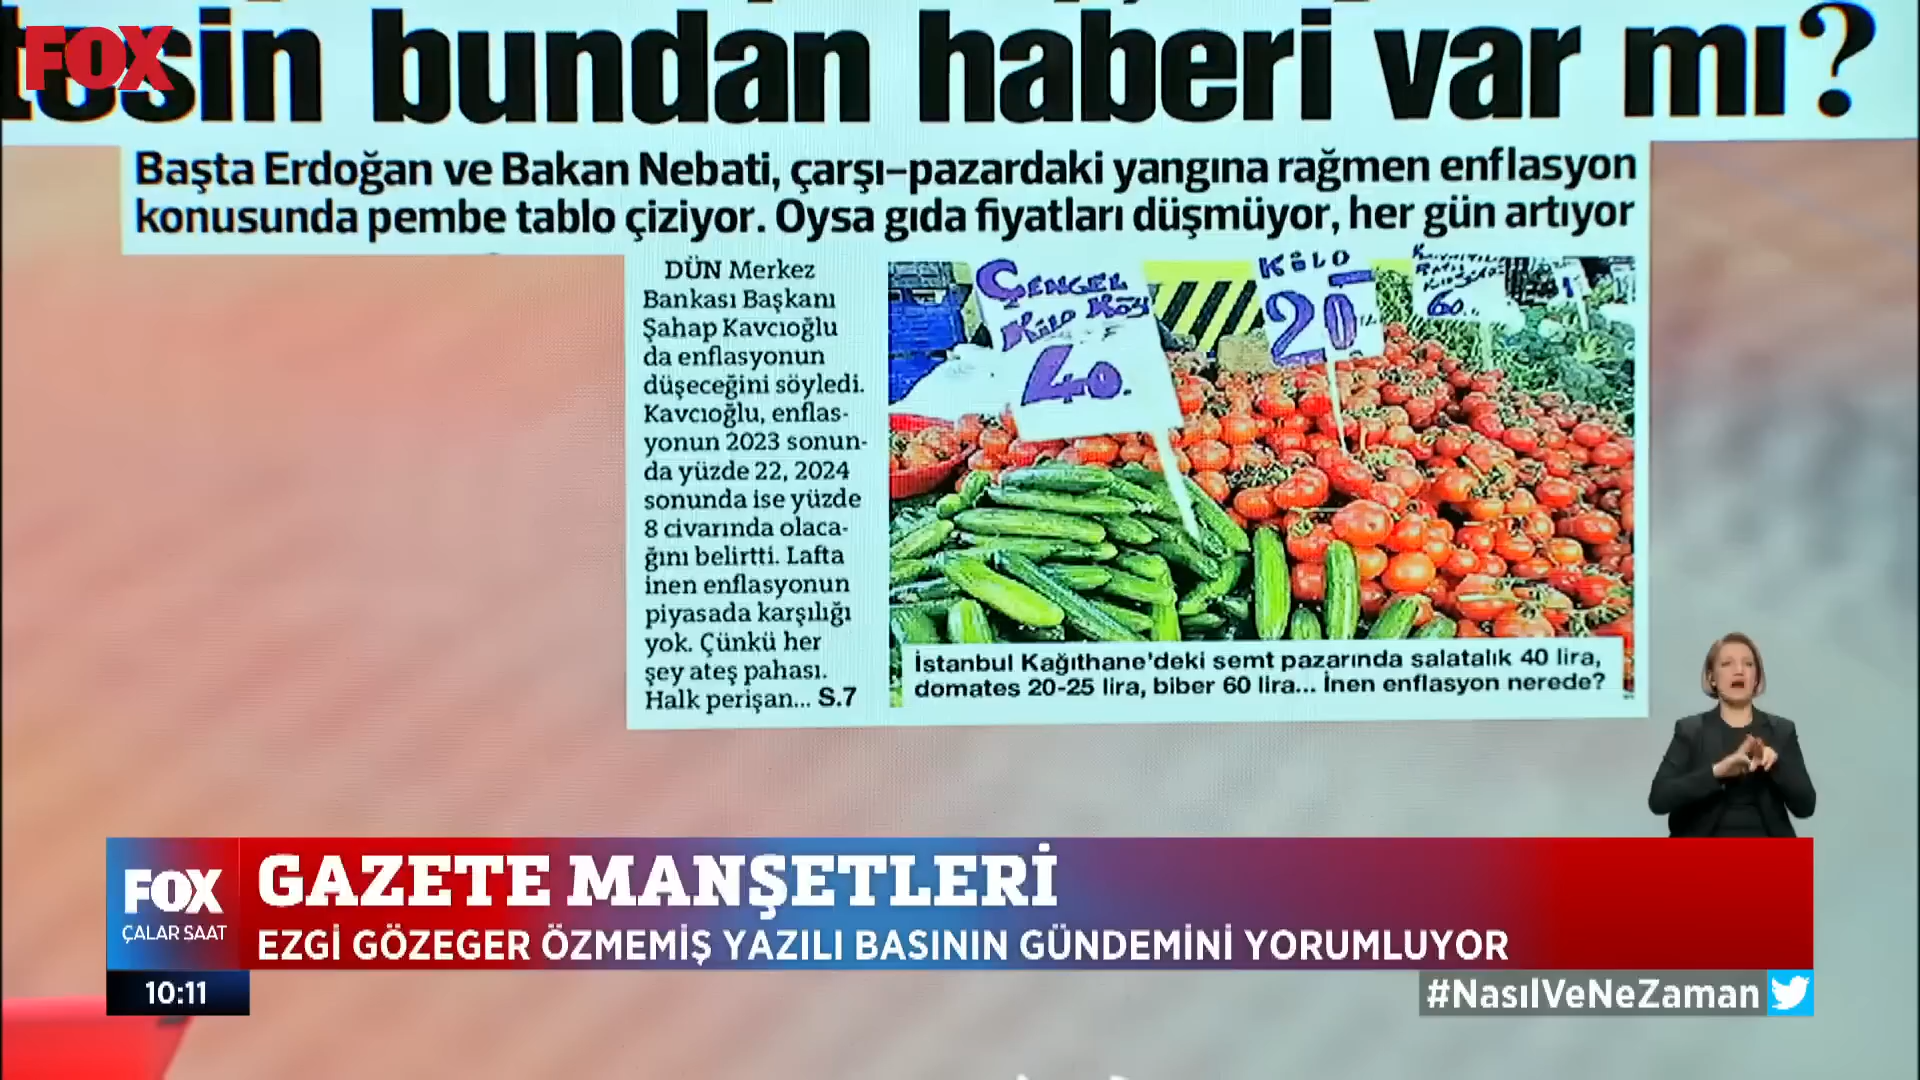 FOX
sin bundan haberi var mı?
Başta Erdoğan ve Bakan Nebati, çarşı-pazardaki yangına rağmen enflasyon
konusunda pembe tablo çiziyor. Oysa gıda fiyatları düşmüyor, her gün artıyor
DÜN Merkez
Bankası Başkanı
Şahap Kavcıoğlu
da enflasyonun
düşeceğini söyledi.
Kavcıoğlu, enflas-
yonun 2023 sonun-
da yüzde 22, 2024
sonunda ise yüzde
8 civarında olaca-
ğını belirtti. Lafta
inen enflasyonun
piyasada karşılığı
yok. Çünkü her
şey ateş pahası.
Halk perişan... S.7
ÇENGEL
KİLO KÖY
40.
KİLO
20
60..
İstanbul Kağıthane'deki semt pazarında salatalık 40 lira,
domates 20-25 lira, biber 60 lira... İnen enflasyon nerede?
FOX
ÇALAR SAAT
GAZETE MANŞETLERİ
EZGİ GÖZEGER ÖZMEMİŞ YAZILI BASININ GÜNDEMİNİ YORUMLUYOR
10:11
#NasılVeNeZaman